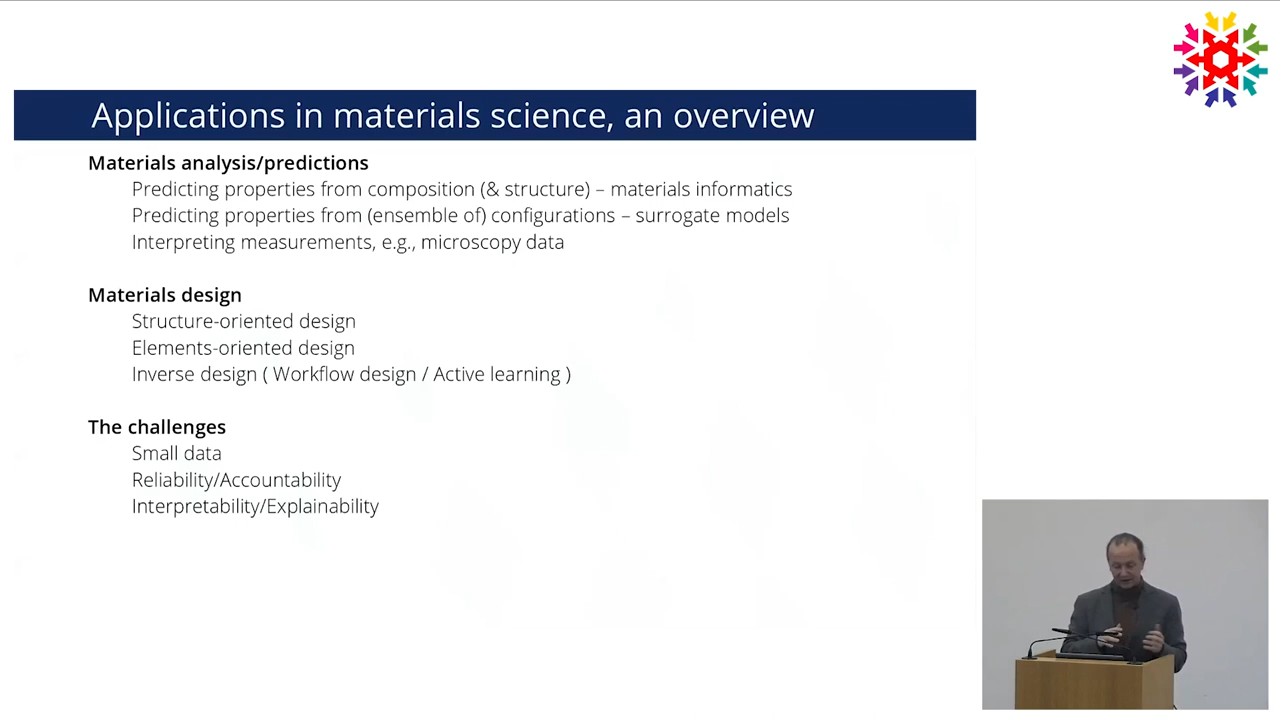 Applications in materials science, an overview
Materials analysis/predictions
Predicting properties from composition (& structure) – materials informatics
Predicting properties from (ensemble of) configurations – surrogate models
Interpreting measurements, e.g., microscopy data
Materials design
Structure-oriented design
Elements-oriented design
Inverse design ( Workflow design / Active learning )
The challenges
Small data
Reliability/Accountability
Interpretability/Explainability